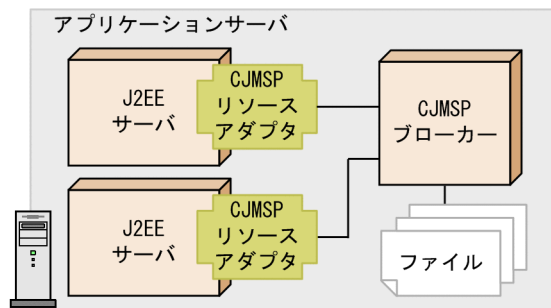 アプリケーションサーバ
J2EE
サーバ
CJMSP
リソース
アダプタ
CJMSP
ブローカー
J2EE
サーバ
CJMSP
リソース
アダプタ
ファイル